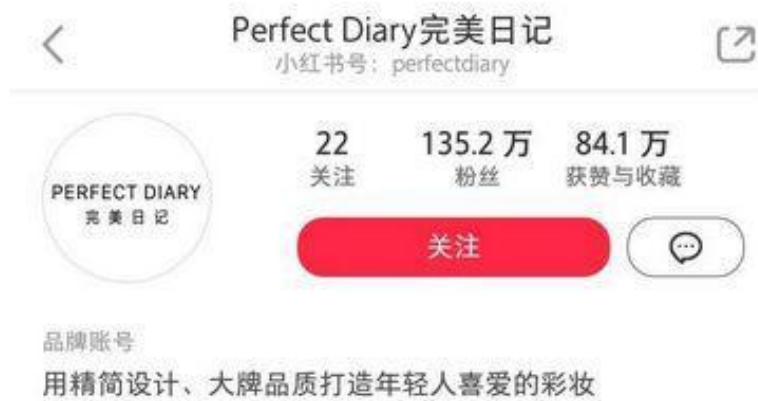 Perfect Diary完美日记
小红书号：perfectdiary
22 135.2 万 84.1 万
关注 粉丝 获赞与收藏
PERFECT DIARY
完美日记
关注
品牌账号
用精简设计、大牌品质打造年轻人喜爱的彩妆